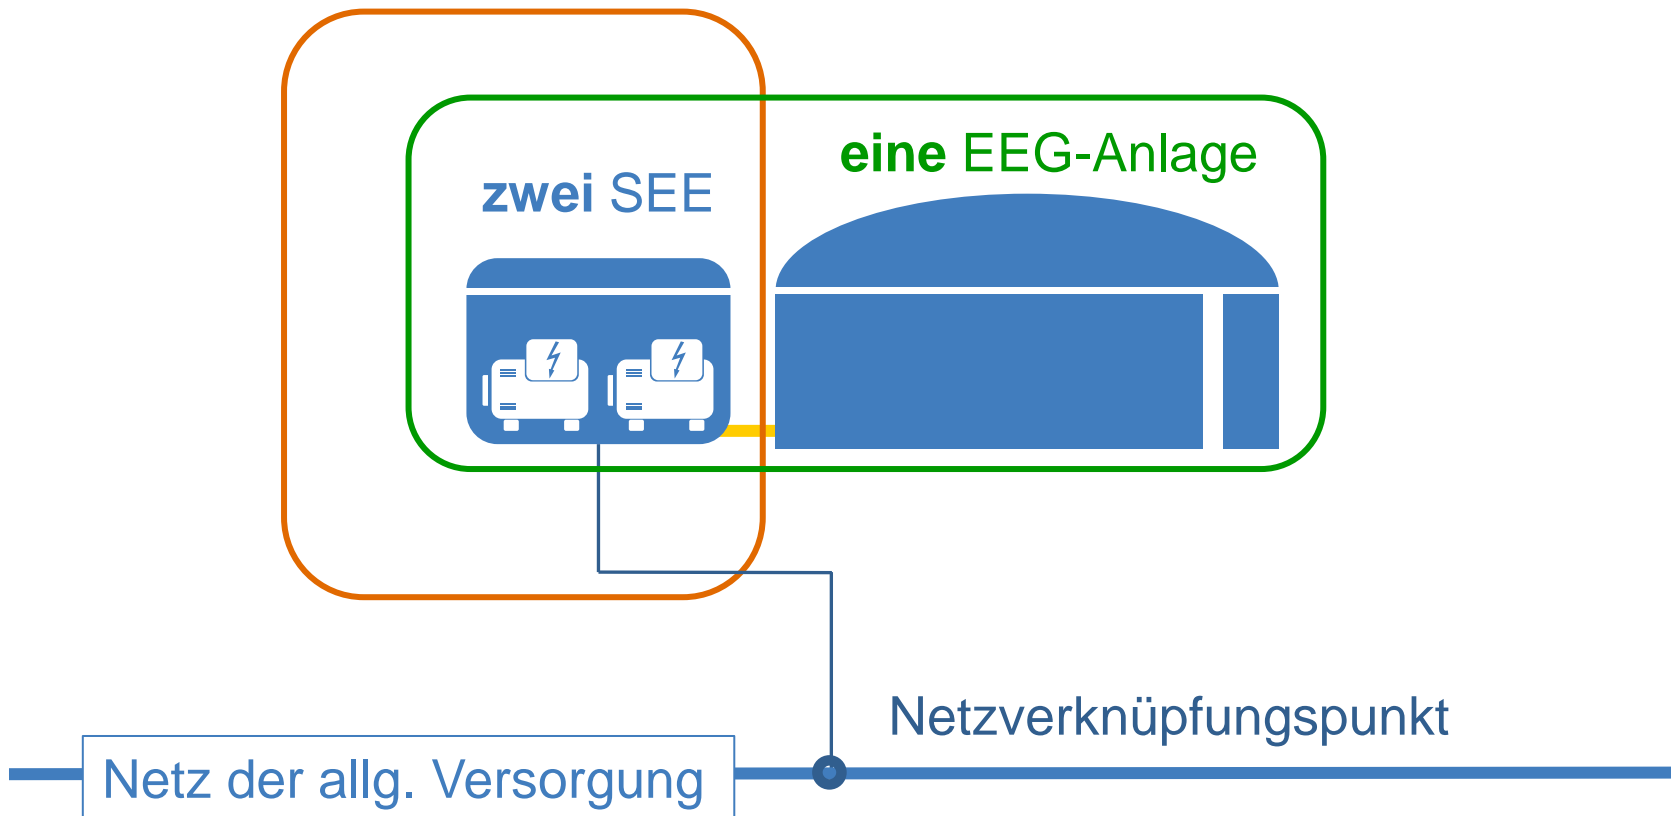 eine EEG-Anlage
zwei SEE
Netzverknüpfungspunkt
Netz der allg. Versorgung